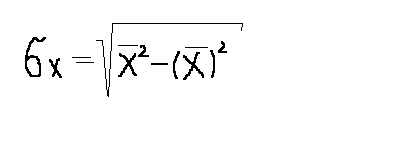 σx = √(x̅² − (x̅)²)